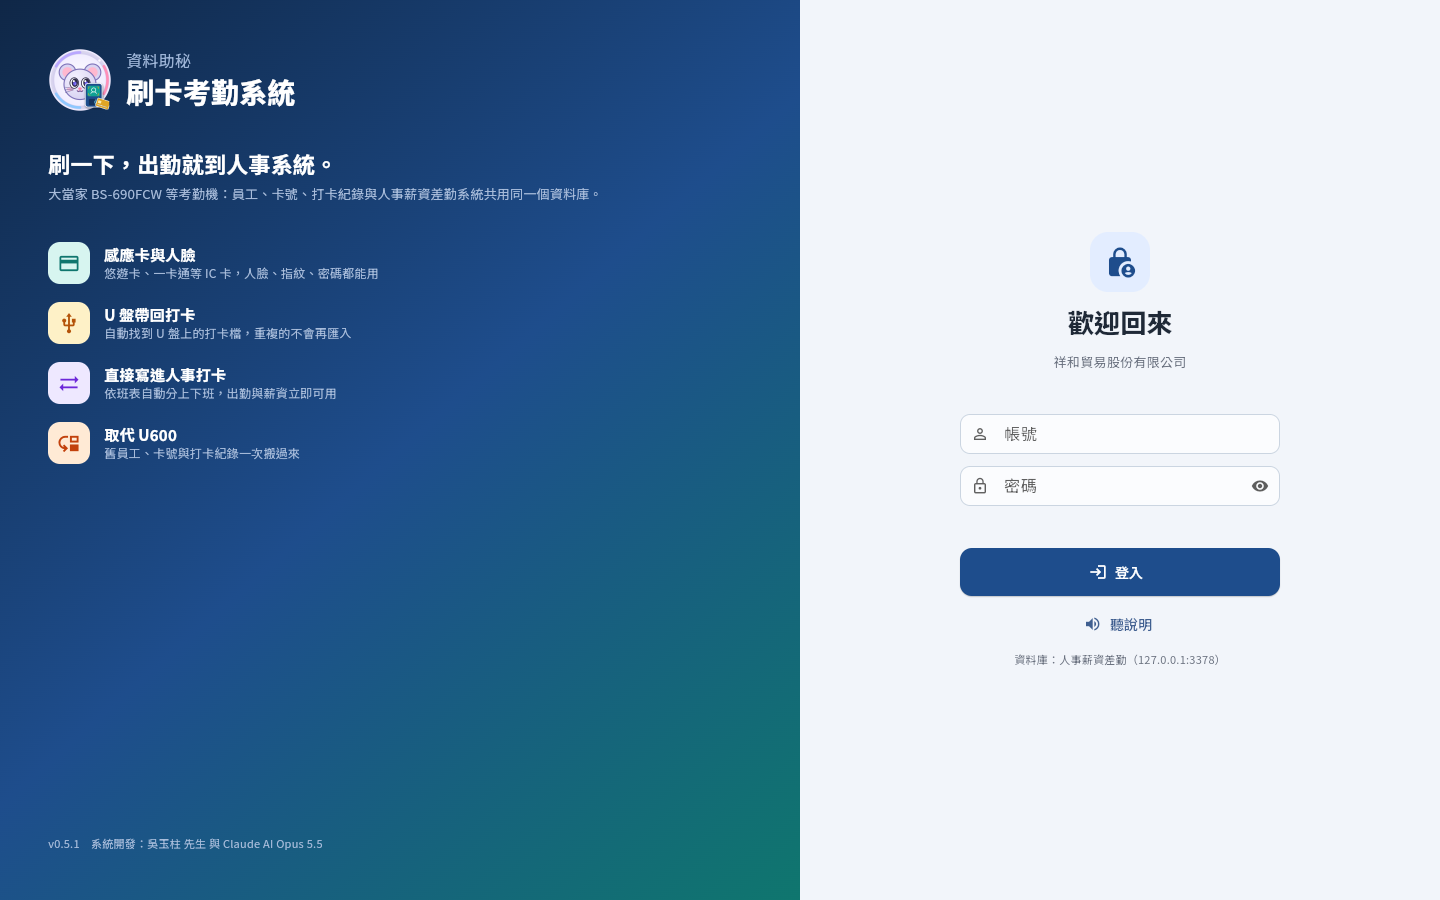 資料助秘
刷卡考勤系統
刷一下，出勤就到人事系統。
大當家 BS-690FCW 等考勤機：員工、卡號、打卡紀錄與人事薪資差勤系統共用同一個資料庫。
感應卡與人臉
悠遊卡、一卡通等 IC 卡，人臉、指紋、密碼都能用
U 盤帶回打卡
自動找到 U 盤上的打卡檔，重複的不會再匯入
直接寫進人事打卡
依班表自動分上下班，出勤與薪資立即可用
取代 U600
舊員工、卡號與打卡紀錄一次搬過來
v0.5.1 系統開發：吳玉柱 先生 與 Claude AI Opus 5.5
歡迎回來
祥和貿易股份有限公司
帳號
密碼
登入
聽說明
資料庫：人事薪資差勤（127.0.0.1:3378）